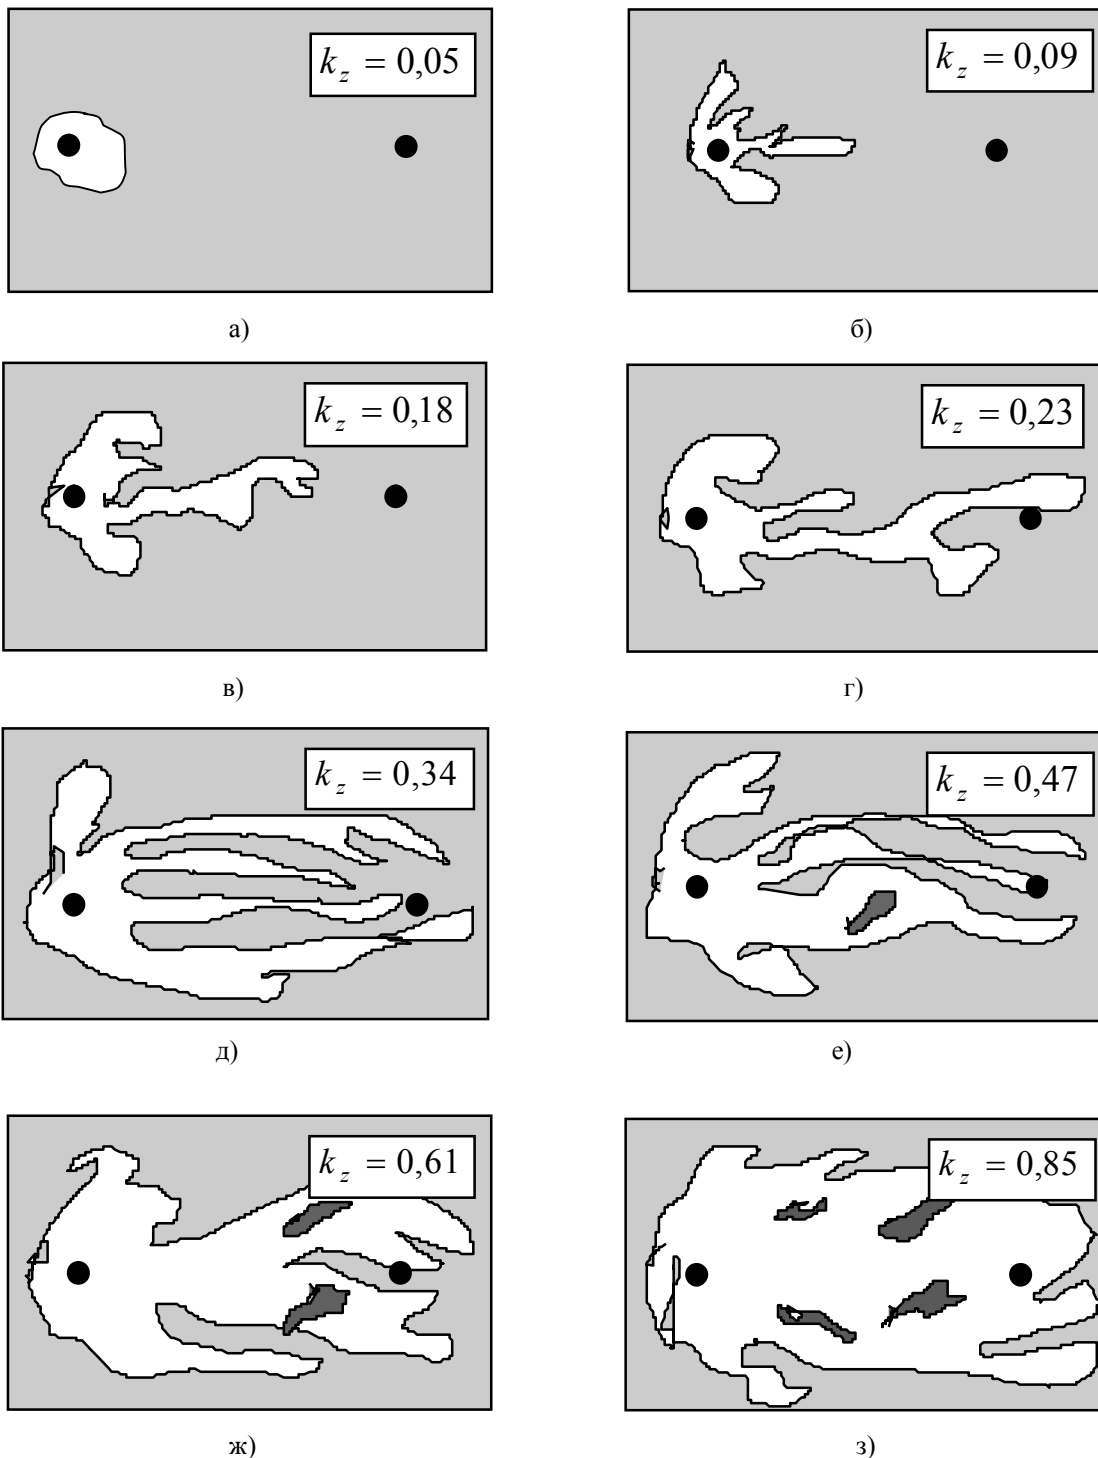 k_z = 0,05
k_z = 0,09
а)
б)
k_z = 0,18
k_z = 0,23
в)
г)
k_z = 0,34
k_z = 0,47
д)
е)
k_z = 0,61
k_z = 0,85
ж)
з)